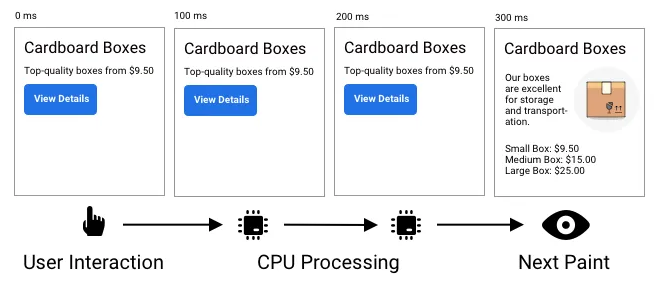 0 ms
100 ms
200 ms
300 ms
Cardboard Boxes
Top-quality boxes from $9.50
View Details
Cardboard Boxes
Top-quality boxes from $9.50
View Details
Cardboard Boxes
Top-quality boxes from $9.50
View Details
Cardboard Boxes
Our boxes
are excellent
for storage
and transport-
ation.
Small Box: $9.50
Medium Box: $15.00
Large Box: $25.00
User Interaction
CPU Processing
Next Paint